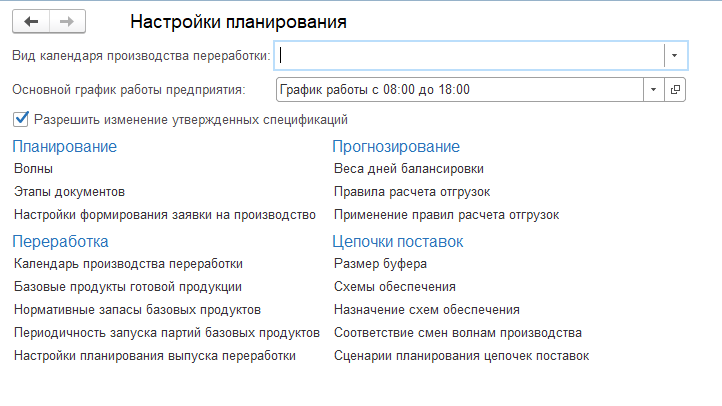 Настройки планирования
Вид календаря производства переработки:
Основной график работы предприятия: График работы с 08:00 до 18:00
Разрешить изменение утвержденных спецификаций
Планирование
Волны
Этапы документов
Настройки формирования заявки на производство
Прогнозирование
Веса дней балансировки
Правила расчета отгрузок
Применение правил расчета отгрузок
Переработка
Календарь производства переработки
Базовые продукты готовой продукции
Нормативные запасы базовых продуктов
Периодичность запуска партий базовых продуктов
Настройки планирования выпуска переработки
Цепочки поставок
Размер буфера
Схемы обеспечения
Назначение схем обеспечения
Соответствие смен волнам производства
Сценарии планирования цепочек поставок